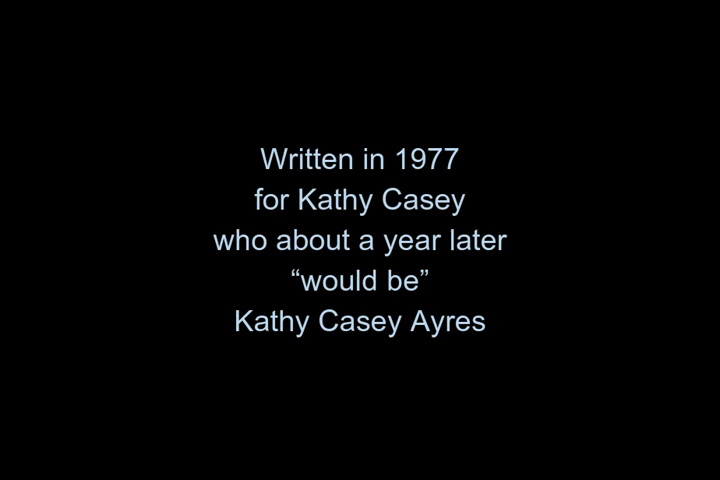 Written in 1977
for Kathy Casey
who about a year later
“would be”
Kathy Casey Ayres